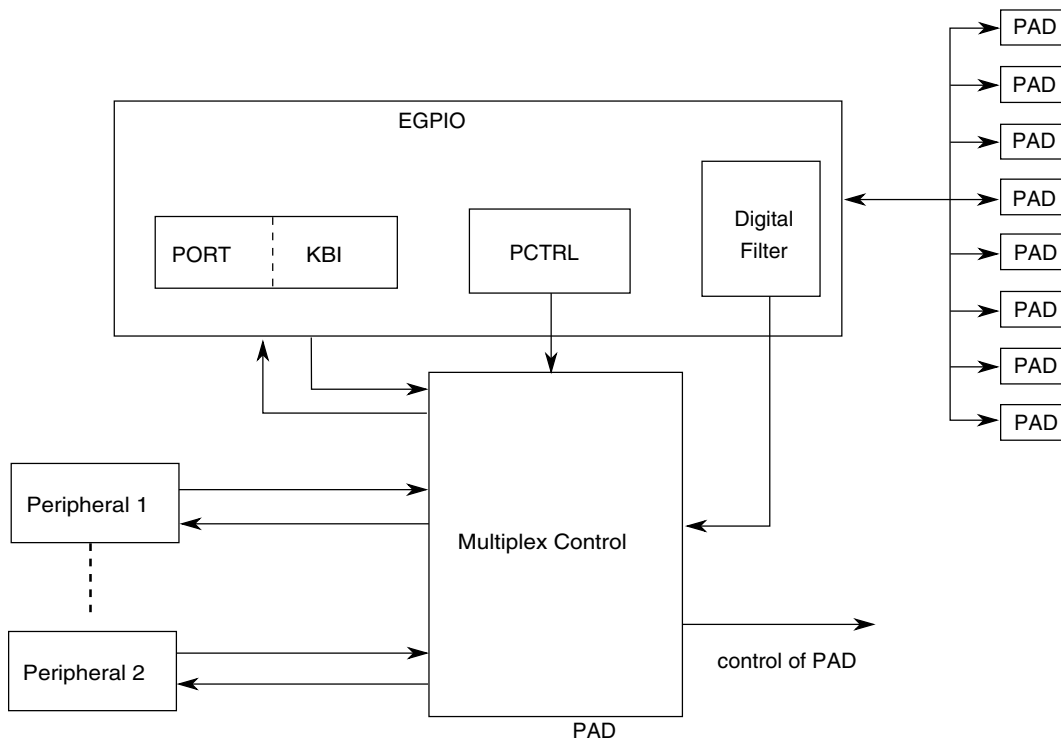 PAD
PAD
EGPIO
PAD
PAD
Digital
Filter
PORT
KBI
PCTRL
PAD
PAD
PAD
PAD
Peripheral 1
Multiplex Control
Peripheral 2
control of PAD
PAD